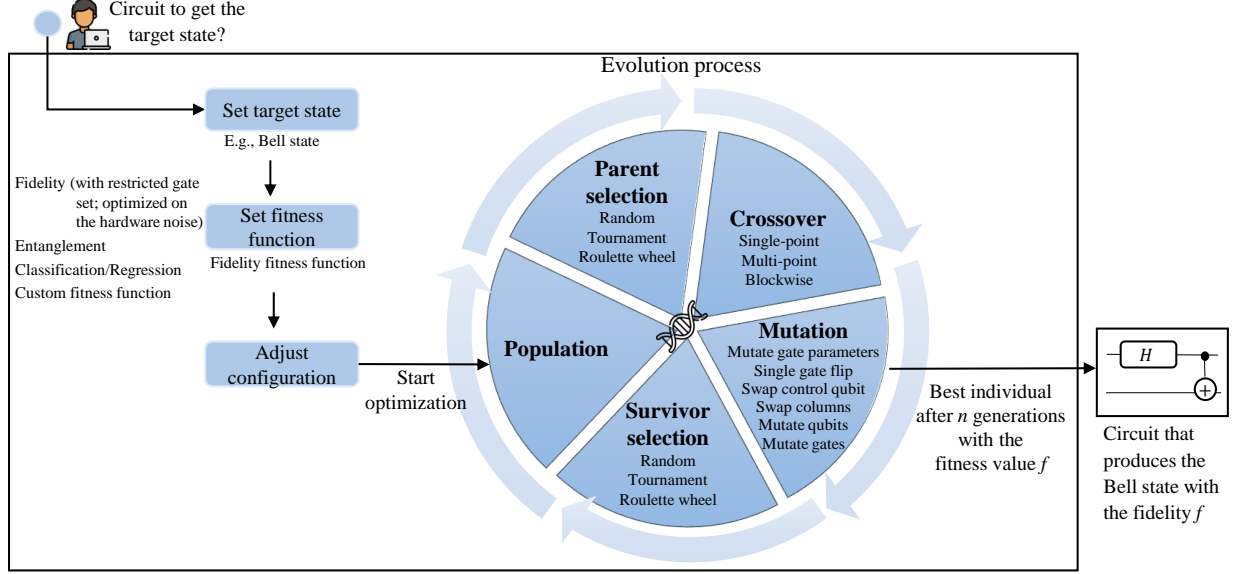 Circuit to get the
target state?
Evolution process
Set target state
E.g., Bell state
Fidelity (with restricted gate
set; optimized on
the hardware noise)
Entanglement
Classification/Regression
Custom fitness function
Set fitness
function
Fidelity fitness function
Adjust
configuration
Start
optimization
Population
Parent
selection
Random
Tournament
Roulette wheel
Crossover
Single-point
Multi-point
Blockwise
Mutation
Mutate gate parameters
Single gate flip
Swap control qubit
Swap columns
Mutate qubits
Mutate gates
Survivor
selection
Random
Tournament
Roulette wheel
Best individual
after n generations
with the
fitness value f
H
Circuit that
produces the
Bell state with
the fidelity f